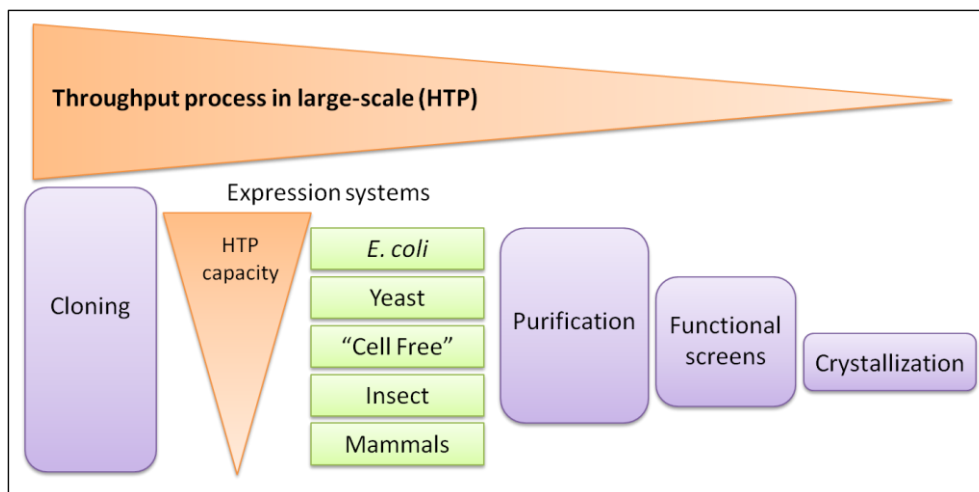 Throughput process in large-scale (HTP)
Expression systems
HTP
capacity
Cloning
E. coli
Yeast
“Cell Free”
Insect
Mammals
Purification
Functional
screens
Crystallization